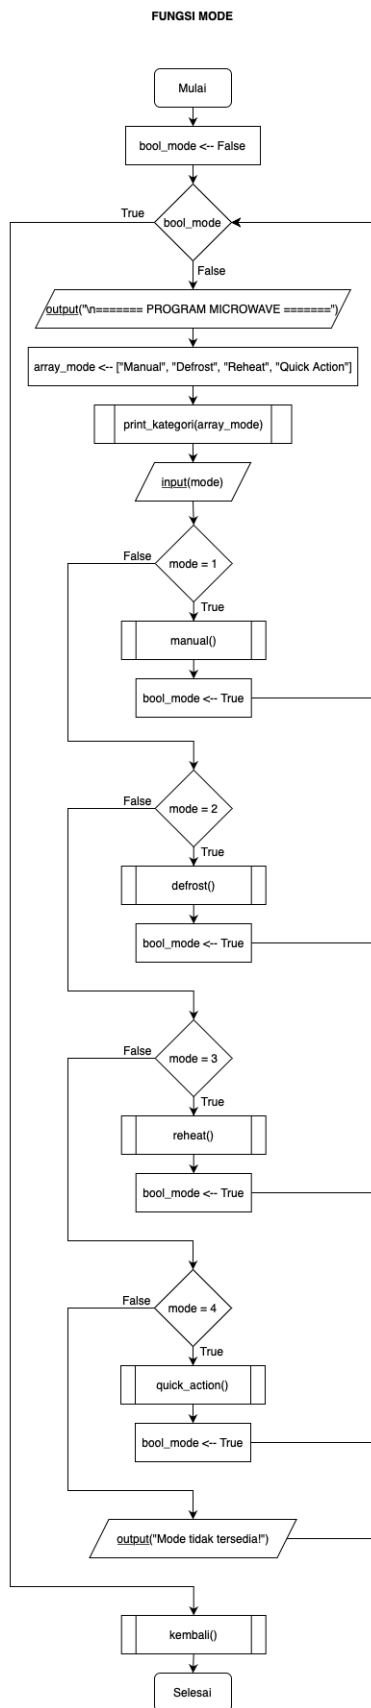 FUNGSI MODE
Mulai
bool_mode <-- False
True
bool_mode
False
output("\n======= PROGRAM MICROWAVE =======")
array_mode <-- ["Manual", "Defrost", "Reheat", "Quick Action"]
print_kategori(array_mode)
input(mode)
False
mode = 1
True
manual()
bool_mode <-- True
False
mode = 2
True
defrost()
bool_mode <-- True
False
mode = 3
True
reheat()
bool_mode <-- True
False
mode = 4
True
quick_action()
bool_mode <-- True
output("Mode tidak tersedia!")
kembali()
Selesai